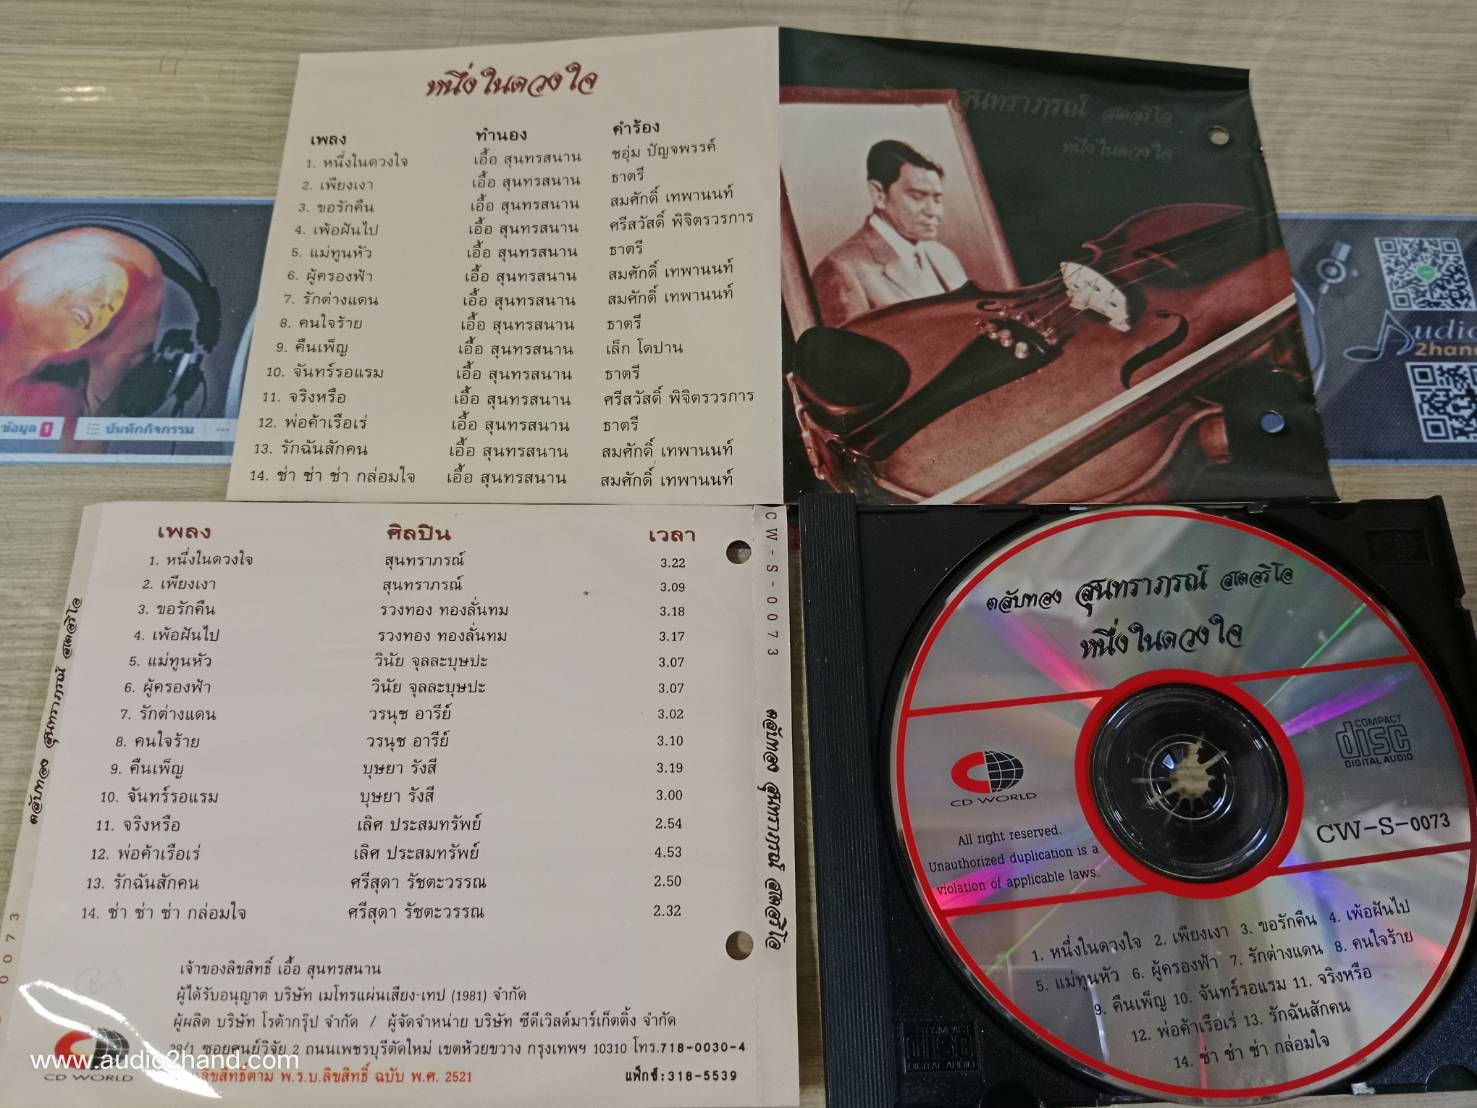 หนึ่งในดวงใจ
เพลง ทำนอง คำร้อง
1. หนึ่งในดวงใจ เอื้อ สุนทรสนาน ชอุ่ม ปัญจพรรค์
2. เพียงเงา เอื้อ สุนทรสนาน ธาตรี
3. ขอรักคืน เอื้อ สุนทรสนาน สมศักดิ์ เทพานนท์
4. เพ้อฝันไป เอื้อ สุนทรสนาน ศรีสวัสดิ์ พิจิตรวรการ
5. แม่ทูนหัว เอื้อ สุนทรสนาน ธาตรี
6. ผู้ครองฟ้า เอื้อ สุนทรสนาน สมศักดิ์ เทพานนท์
7. รักต่างแดน เอื้อ สุนทรสนาน สมศักดิ์ เทพานนท์
8. คนใจร้าย เอื้อ สุนทรสนาน ธาตรี
9. คืนเพ็ญ เอื้อ สุนทรสนาน เล็ก โตปาน
10. จันทร์รอแรม เอื้อ สุนทรสนาน ธาตรี
11. จริงหรือ เอื้อ สุนทรสนาน ศรีสวัสดิ์ พิจิตรวรการ
12. พ่อค้าเรือเร่ เอื้อ สุนทรสนาน ธาตรี
13. รักฉันสักคน เอื้อ สุนทรสนาน สมศักดิ์ เทพานนท์
14. ช่า ช่า ช่า กล่อมใจ เอื้อ สุนทรสนาน สมศักดิ์ เทพานนท์
สุนทราภรณ์ สเตอริโอ
หนึ่งในดวงใจ
ข้อมูล 1 บันทึกกิจกรรม ...
Audio
2hand
เพลง ศิลปิน เวลา
1. หนึ่งในดวงใจ สุนทราภรณ์ 3.22
2. เพียงเงา สุนทราภรณ์ 3.09
3. ขอรักคืน รวงทอง ทองลั่นทม 3.18
4. เพ้อฝันไป รวงทอง ทองลั่นทม 3.17
5. แม่ทูนหัว วินัย จุลละบุษปะ 3.07
6. ผู้ครองฟ้า วินัย จุลละบุษปะ 3.07
7. รักต่างแดน วรนุช อารีย์ 3.02
8. คนใจร้าย วรนุช อารีย์ 3.10
9. คืนเพ็ญ บุษยา รังสี 3.19
10. จันทร์รอแรม บุษยา รังสี 3.00
11. จริงหรือ เลิศ ประสมทรัพย์ 2.54
12. พ่อค้าเรือเร่ เลิศ ประสมทรัพย์ 4.53
13. รักฉันสักคน ศรีสุดา รัชตะวรรณ 2.50
14. ช่า ช่า ช่า กล่อมใจ ศรีสุดา รัชตะวรรณ 2.32
เจ้าของลิขสิทธิ์ เอื้อ สุนทรสนาน
ผู้ได้รับอนุญาต บริษัท เมโทรแผ่นเสียง-เทป (1981) จำกัด
ผู้ผลิต บริษัท โรต้ากรุ๊ป จำกัด / ผู้จัดจำหน่าย บริษัท ซีดีเวิลด์มาร์เก็ตติ้ง จำกัด
28/1 ซอยศูนย์วิจัย 2 ถนนเพชรบุรีตัดใหม่ เขตห้วยขวาง กรุงเทพฯ 10310 โทร.718-0030-4
ลิขสิทธิ์ตาม พ.ร.บ.ลิขสิทธิ์ ฉบับ พ.ศ. 2521 แฟ็กซ์:318-5539
CD WORLD
www.audio2hand.com
ตลับทอง สุนทราภรณ์ สเตอริโอ
0073
CW-S-0073
ตลับทอง สุนทราภรณ์ สเตอริโอ
ตลับทอง สุนทราภรณ์ สเตอริโอ
หนึ่งในดวงใจ
CD WORLD
COMPACT
disc
DIGITAL AUDIO
All right reserved.
Unauthorized duplication is a
violation of applicable laws.
CW-S-0073
1. หนึ่งในดวงใจ 2. เพียงเงา 3. ขอรักคืน 4. เพ้อฝันไป
5. แม่ทูนหัว 6. ผู้ครองฟ้า 7. รักต่างแดน 8. คนใจร้าย
9. คืนเพ็ญ 10. จันทร์รอแรม 11. จริงหรือ
12. พ่อค้าเรือเร่ 13. รักฉันสักคน
14. ช่า ช่า ช่า กล่อมใจ